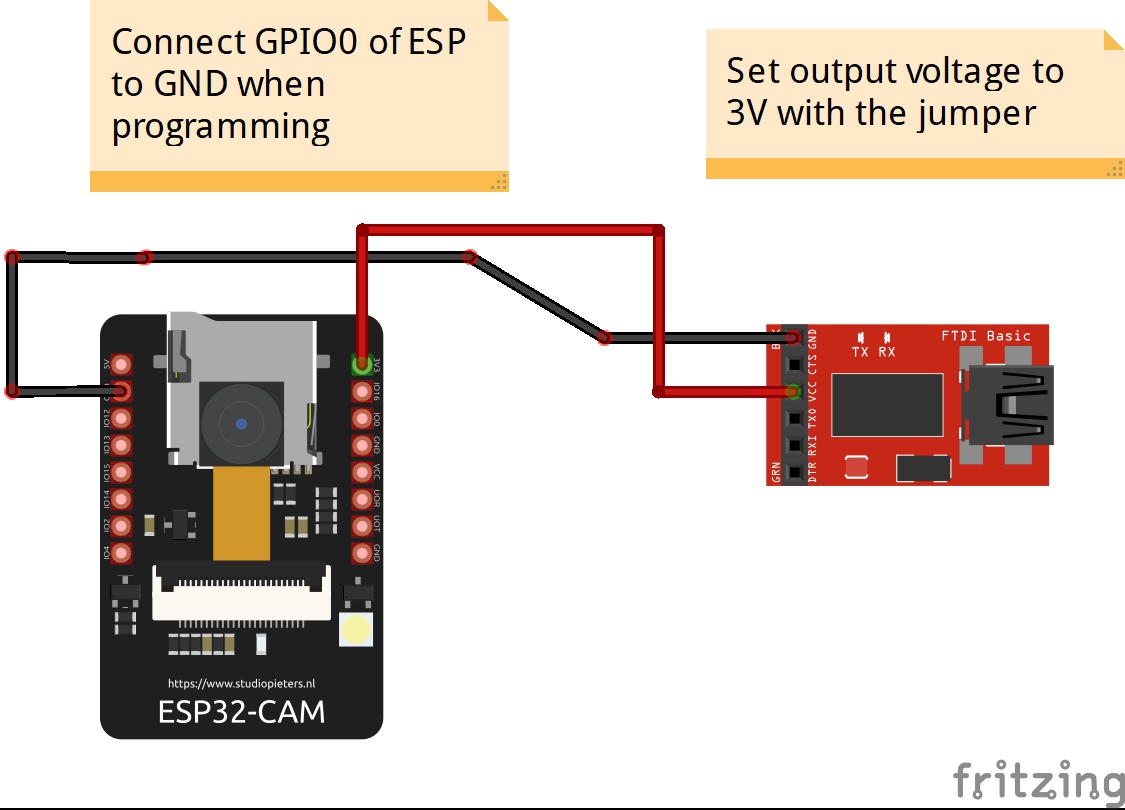 Connect GPIO0 of ESP
to GND when
programming
Set output voltage to
3V with the jumper
5V
IO12
IO13
IO15
IO14
IO2
IO4
3V3
IO16
IO0
GND
VCC
UOR
UOT
GND
https://www.studiopieters.nl
ESP32-CAM
FTDI Basic
TX RX
GND
CTS
VCC
TXO
RXI
DTR
GRN
fritzing